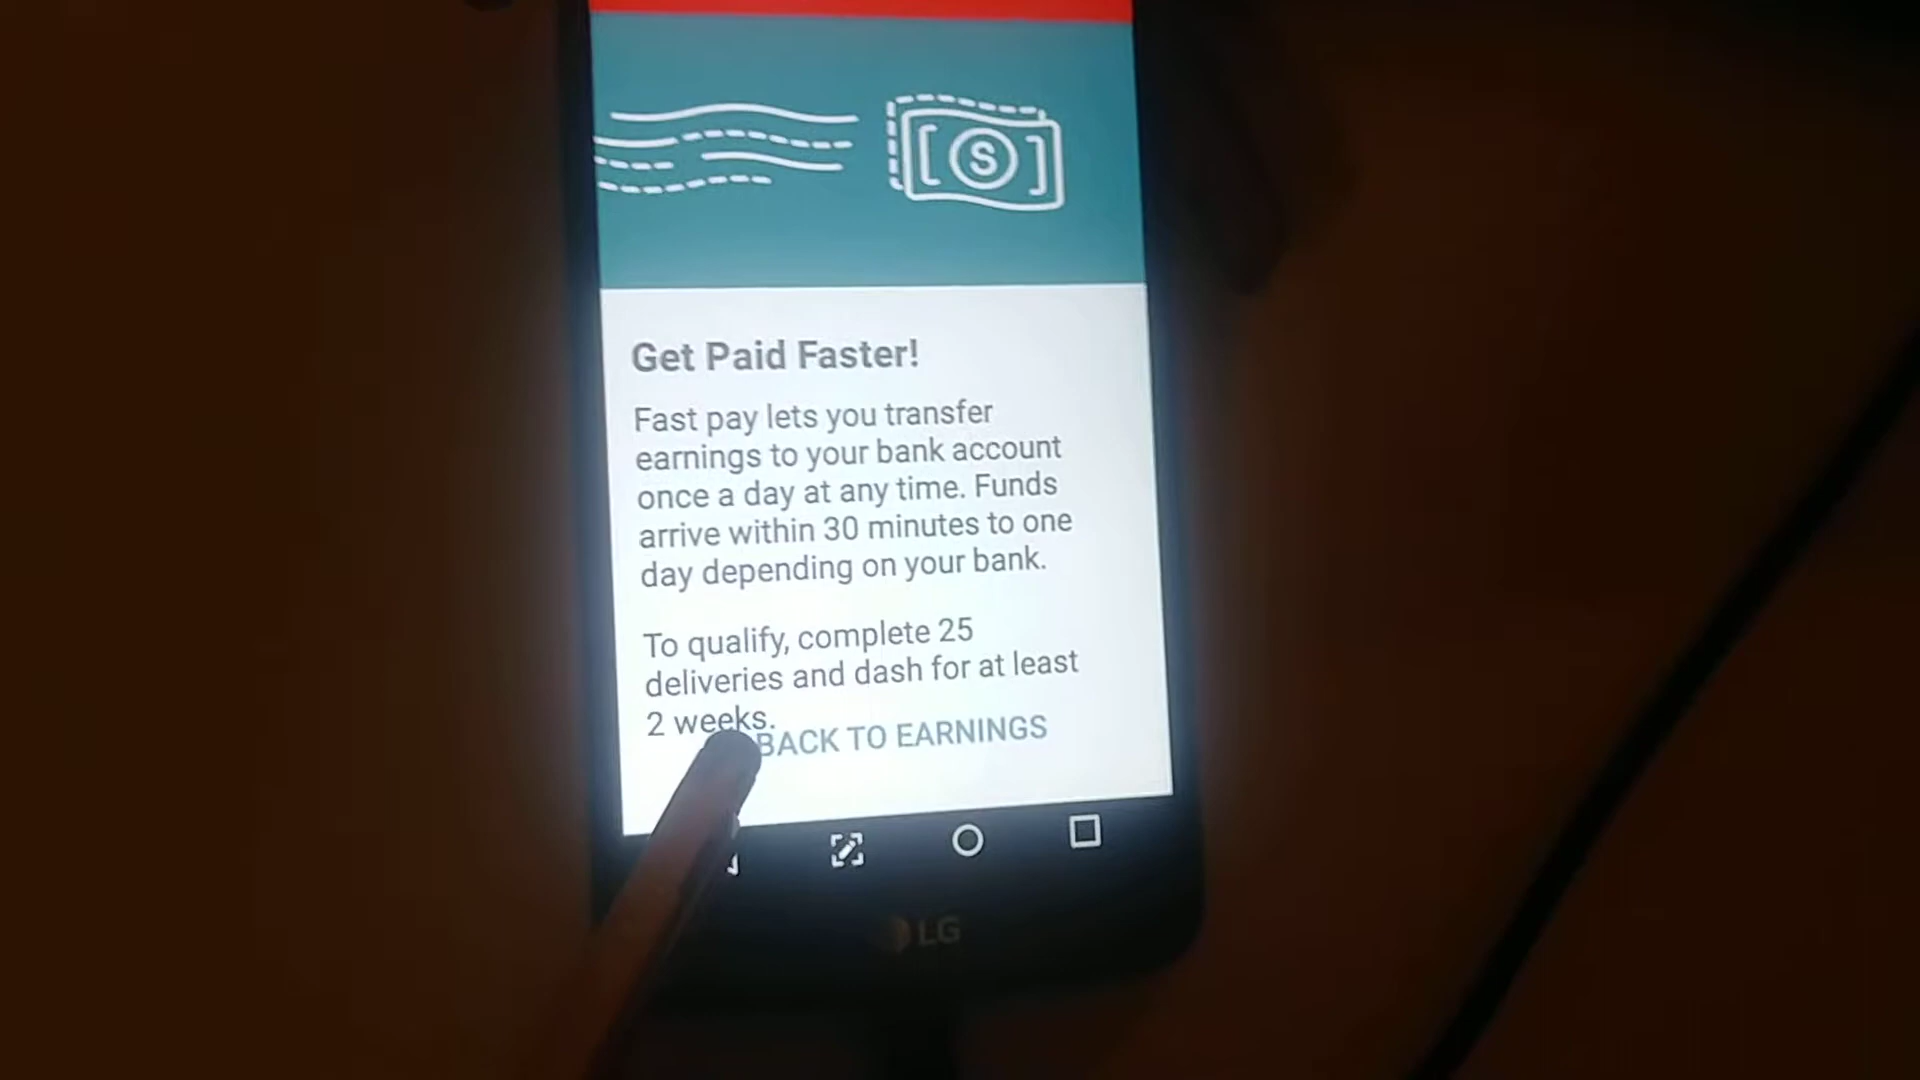 S
Get Paid Faster!
Fast pay lets you transfer
earnings to your bank account
once a day at any time. Funds
arrive within 30 minutes to one
day depending on your bank.
To qualify, complete 25
deliveries and dash for at least
2 weeks.
BACK TO EARNINGS
LG